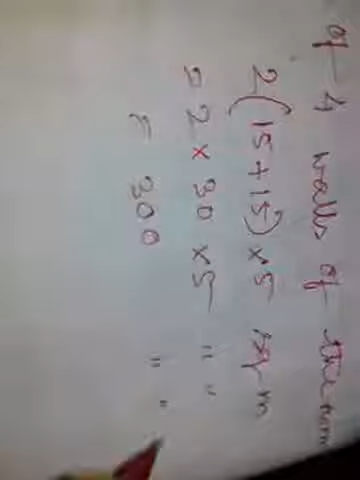 of 4 walls of the room
2(15+15)×5 sq m
= 2 × 30 × 5 " "
= 300 " "